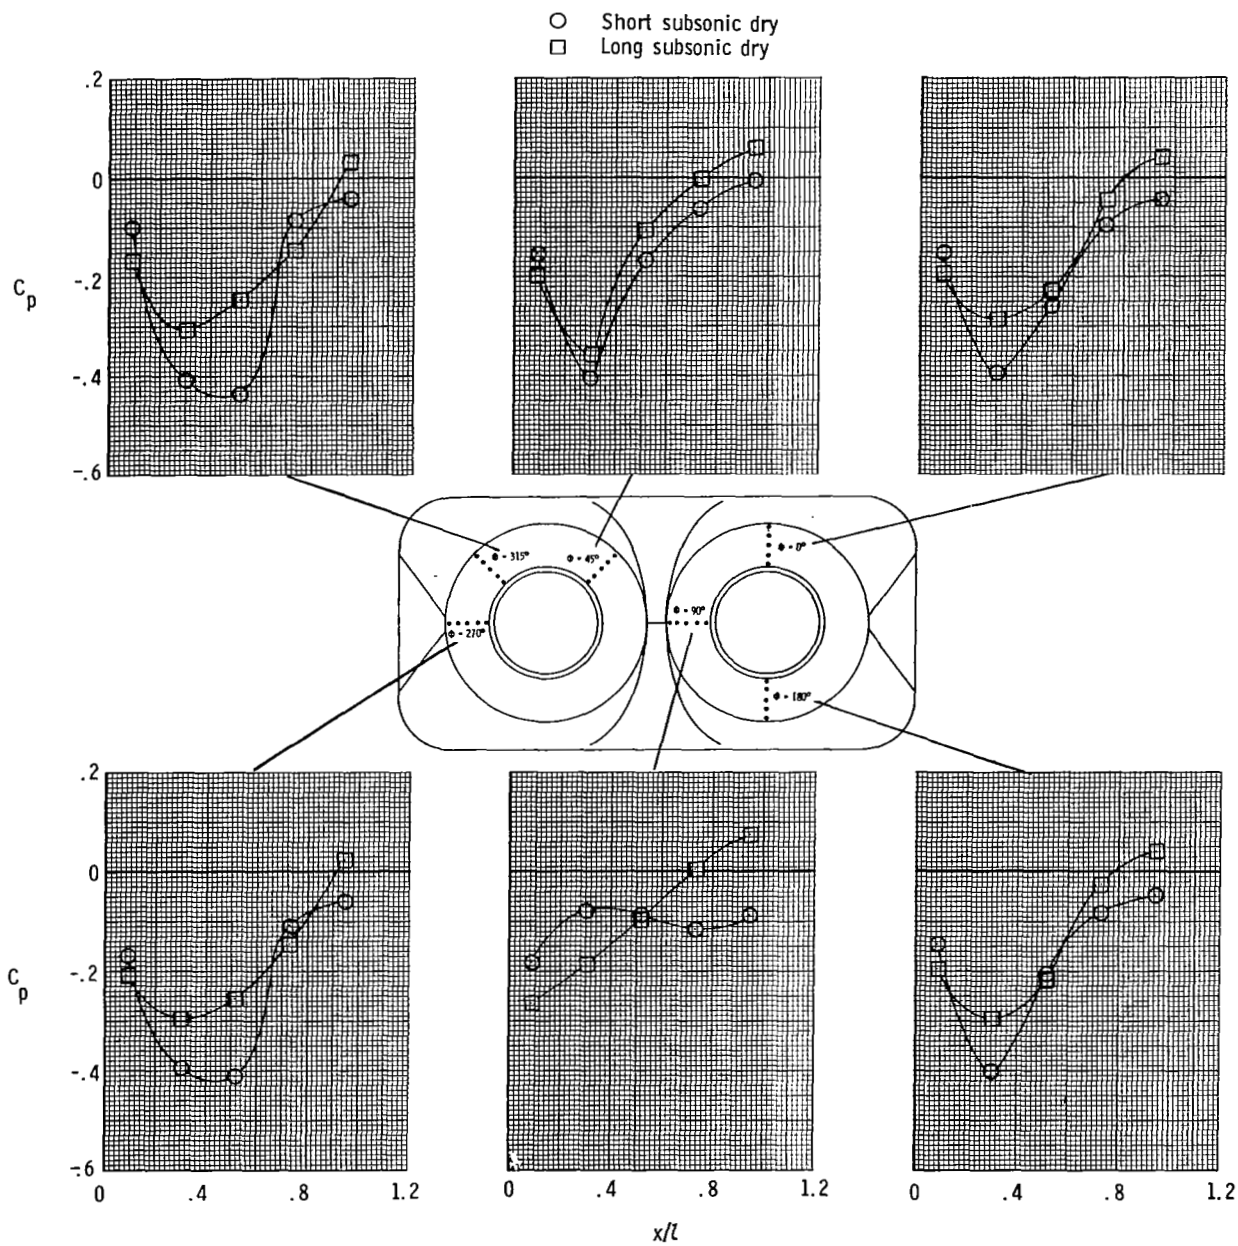 Short subsonic dry
Long subsonic dry
.2
0
-.2
-.4
-.6
C p
Φ - 315°
Φ - 45°
Φ - 0°
Φ - 270°
Φ - 90°
Φ - 180°
.2
0
-.2
-.4
-.6
C p
0 .4 .8 1.2
0 .4 .8 1.2
0 .4 .8 1.2
x/l